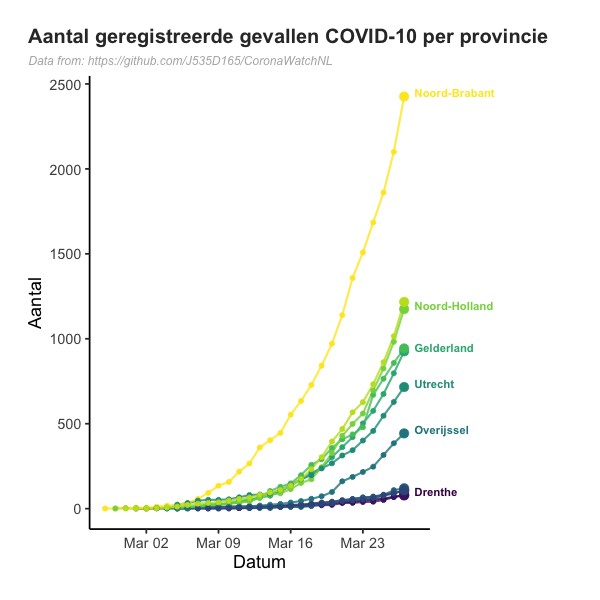 Aantal geregistreerde gevallen COVID-10 per provincie
Data from: https://github.com/J535D165/CoronaWatchNL
2500
Noord-Brabant
2000
1500
Aantal
Noord-Holland
1000
Gelderland
Utrecht
500
Overijssel
Drenthe
0
Mar 02 Mar 09 Mar 16 Mar 23
Datum